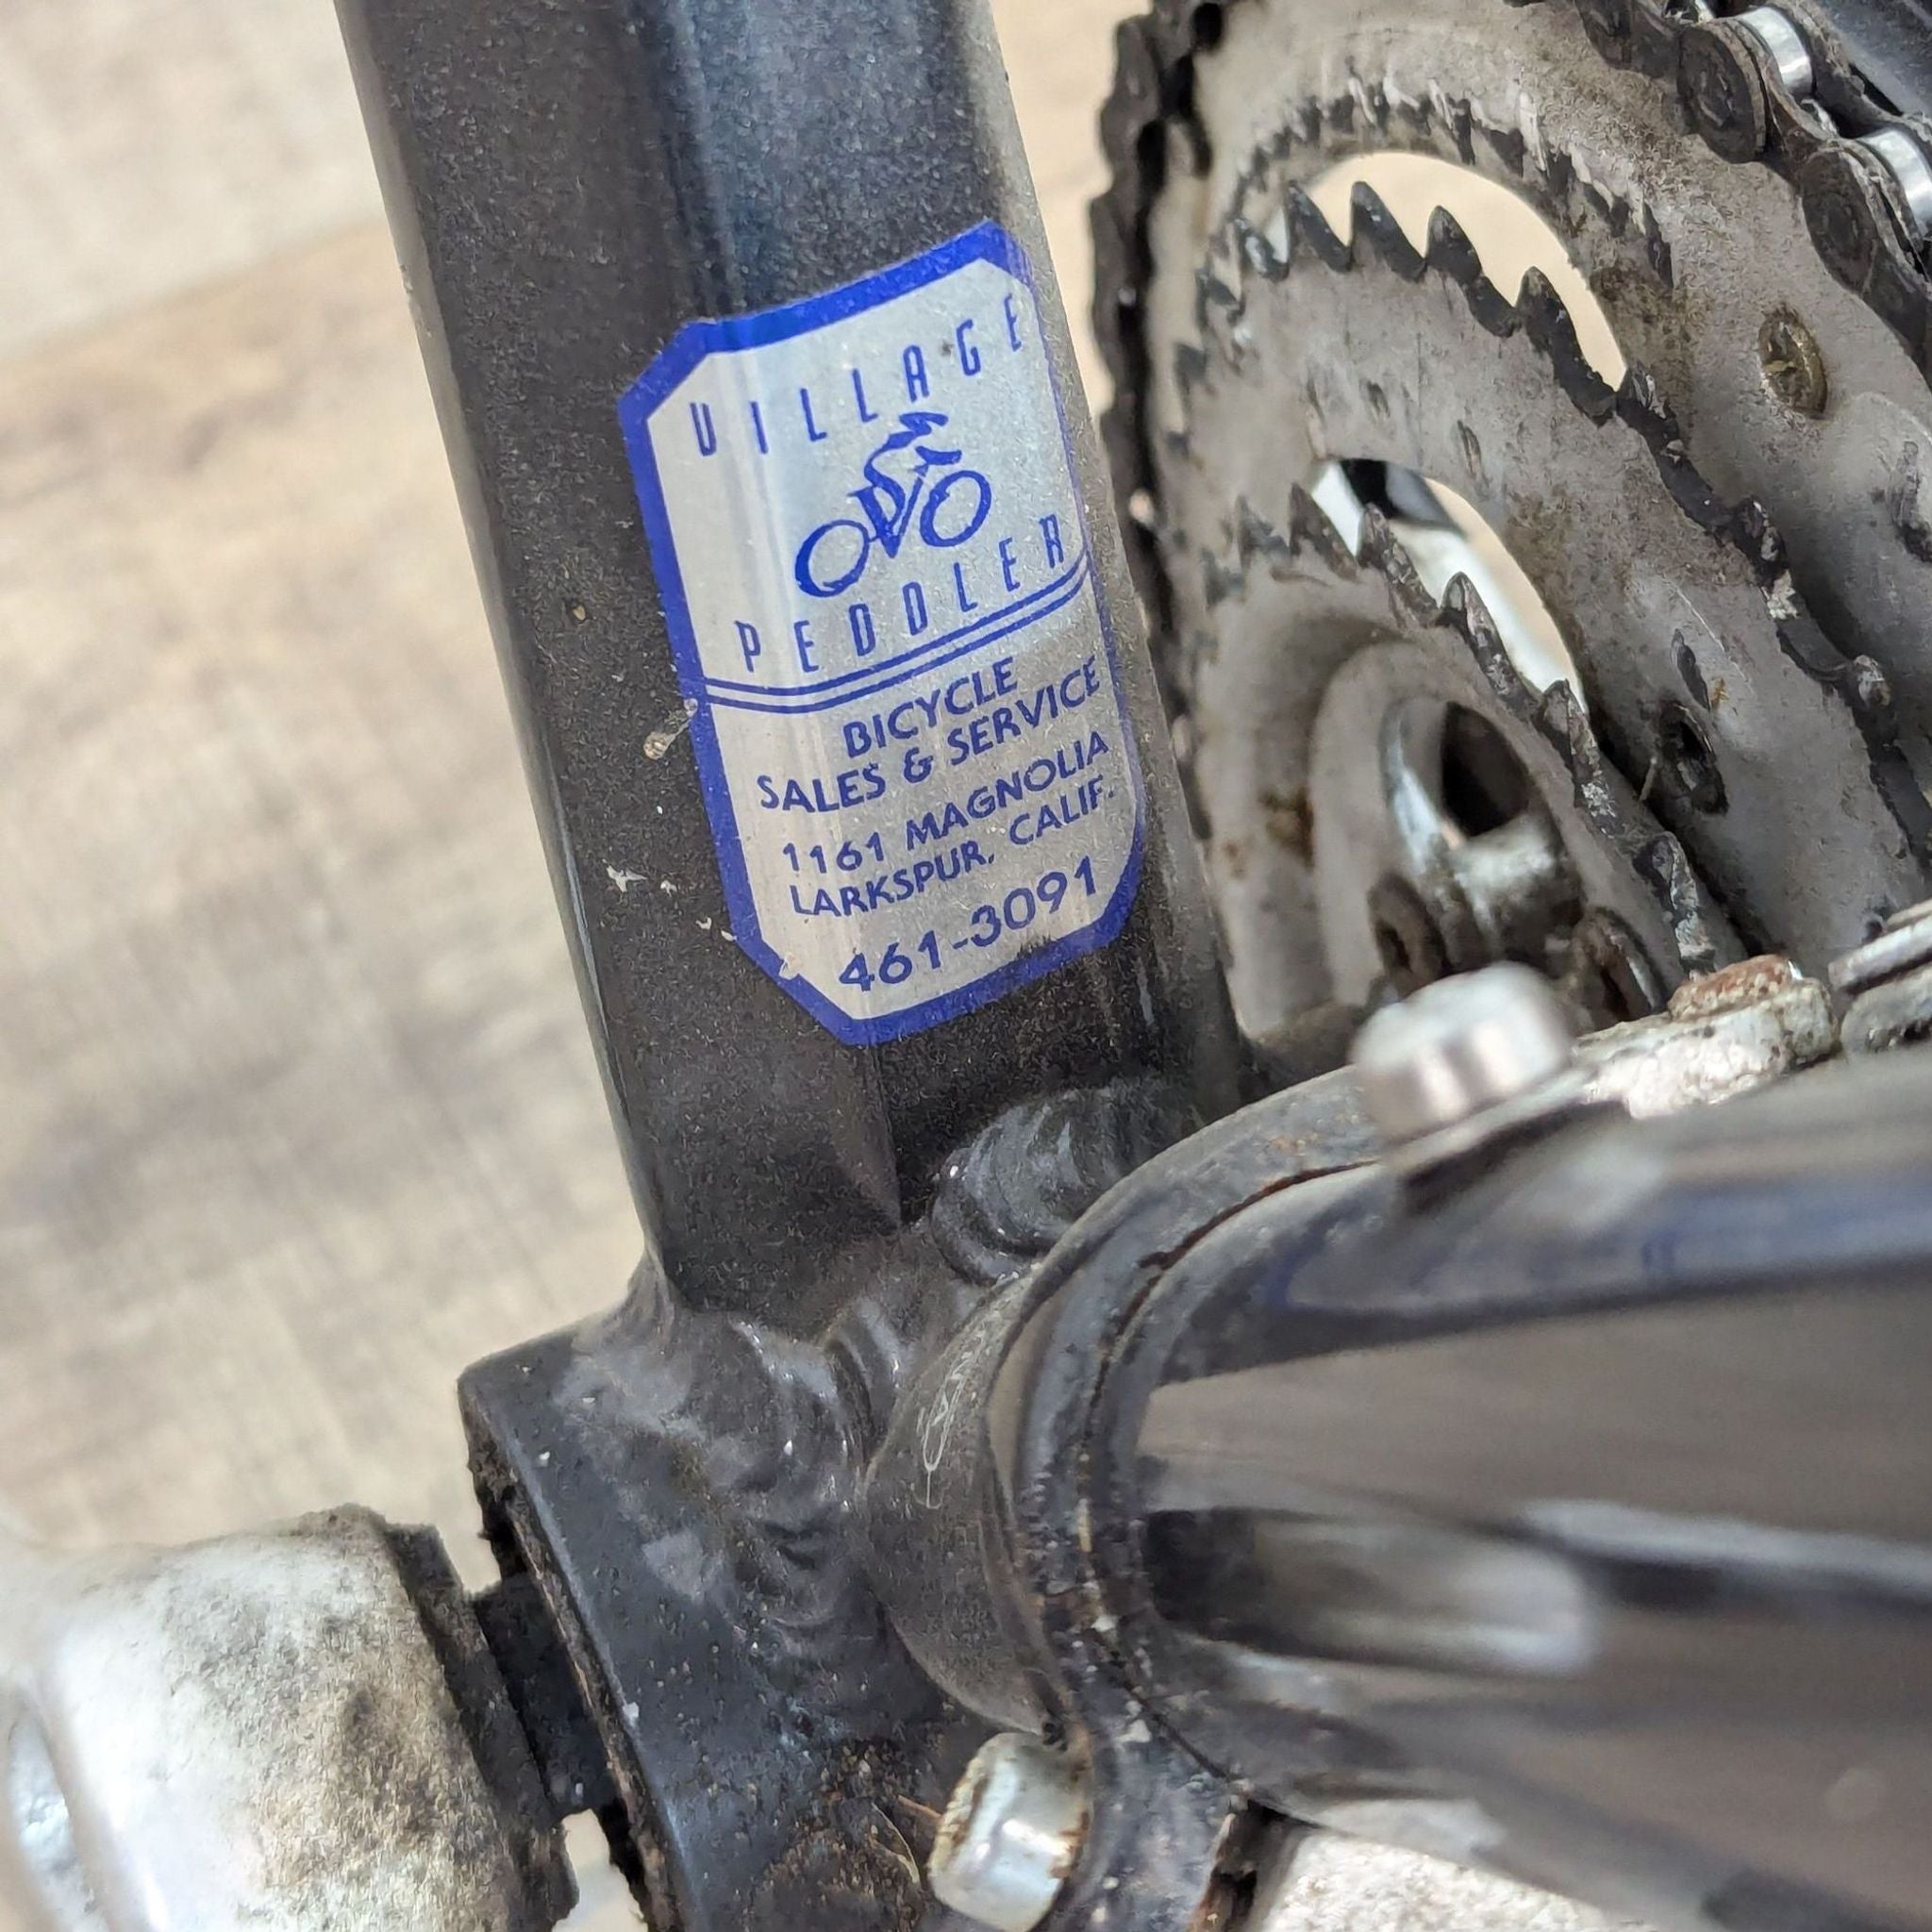 VILLAGE
PEDDLER
BICYCLE
SALES & SERVICE
1161 MAGNOLIA
LARKSPUR, CALIF.
461-3091